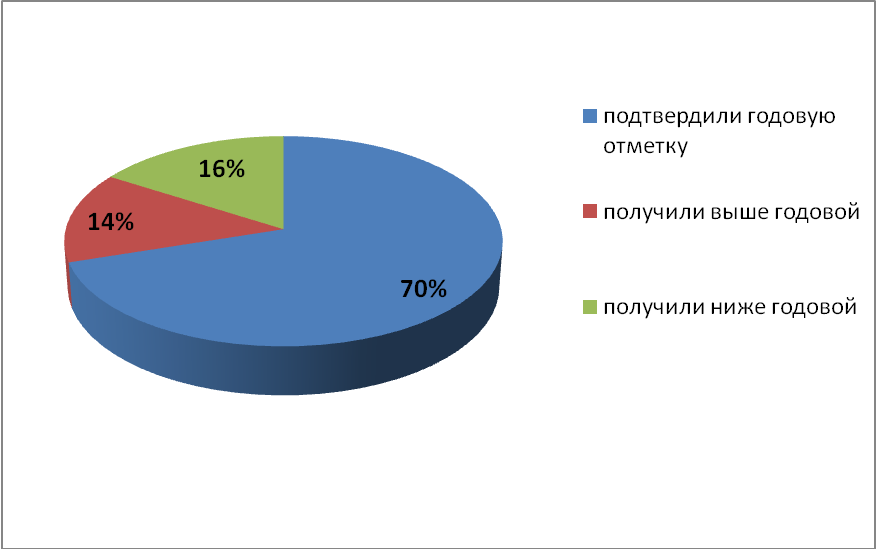 16%
14%
70%
подтвердили годовую
отметку
получили выше годовой
получили ниже годовой